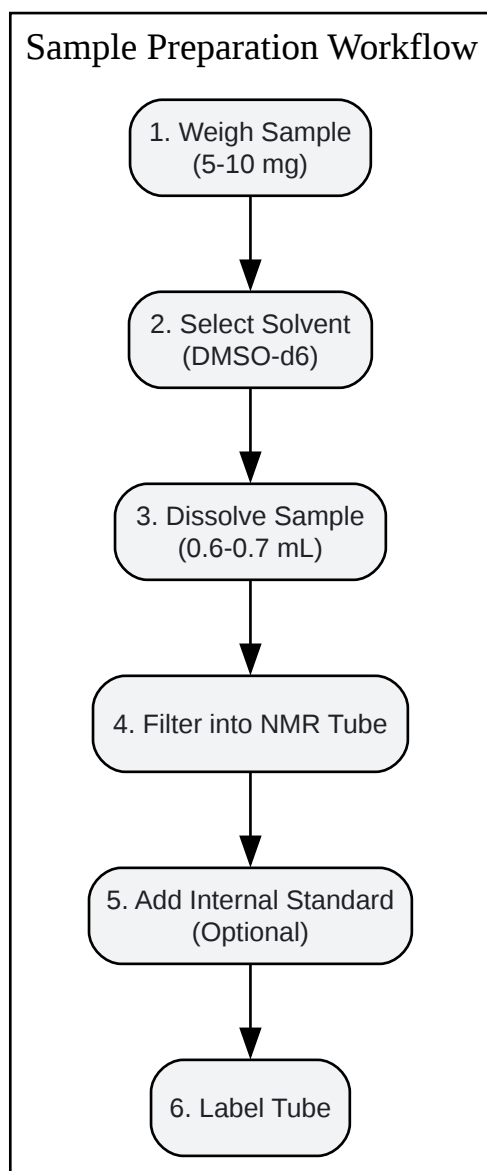 Sample Preparation Workflow
1. Weigh Sample
(5-10 mg)
2. Select Solvent
(DMSO-d6)
3. Dissolve Sample
(0.6-0.7 mL)
4. Filter into NMR Tube
5. Add Internal Standard
(Optional)
6. Label Tube